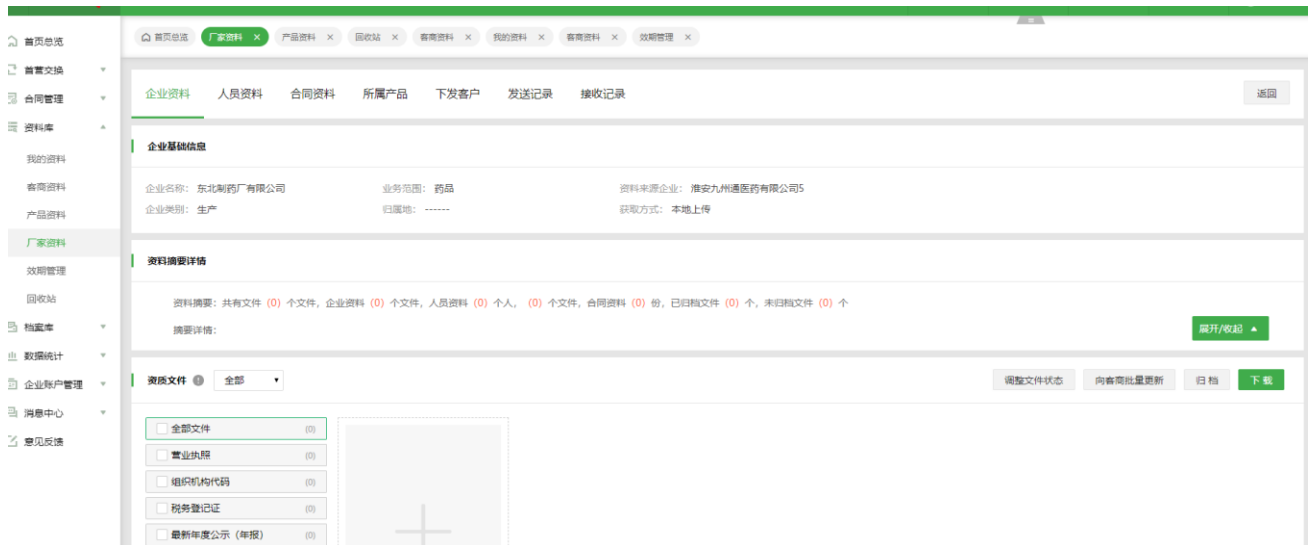 首页总览
首营交换
合同管理
资料库
我的资料
客商资料
产品资料
厂家资料
效期管理
回收站
档案库
数据统计
企业账户管理
消息中心
意见反馈
首页总览 厂家资料 × 产品资料 × 回收站 × 客商资料 × 我的资料 × 客商资料 × 效期管理 ×
企业资料 人员资料 合同资料 所属产品 下发客户 发送记录 接收记录 返回
企业基础信息
企业名称: 东北制药厂有限公司 业务范围: 药品 资料来源企业: 淮安九州通医药有限公司5
企业类别: 生产 归属地: ------ 获取方式: 本地上传
资料摘要详情
资料摘要: 共有文件 (0) 个文件, 企业资料 (0) 个文件, 人员资料 (0) 个人, (0) 个文件, 合同资料 (0) 份, 已归档文件 (0) 个, 未归档文件 (0) 个
摘要详情:
展开/收起
资质文件 全部 调整文件状态 向客商批量更新 归 档 下 载
全部文件 (0)
营业执照 (0)
组织机构代码 (0)
税务登记证 (0)
最新年度公示（年报） (0)